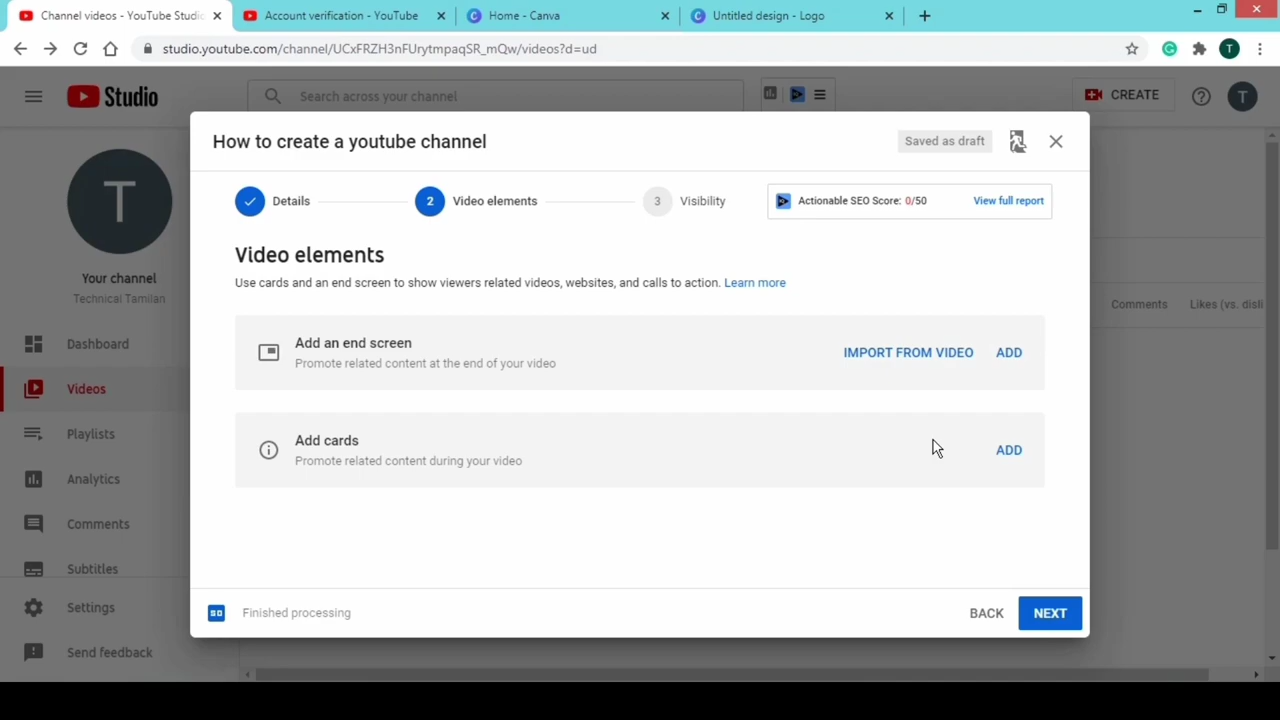 Channel videos - YouTube Studio
Account verification - YouTube
Home - Canva
Untitled design - Logo
studio.youtube.com/channel/UCxFRZH3nFUrytmpaqSR_mQw/videos?d=ud
T
Studio
Search across your channel
CREATE
T
How to create a youtube channel
Saved as draft
T
Details
2
Video elements
3
Visibility
Actionable SEO Score: 0/50
View full report
Video elements
Use cards and an end screen to show viewers related videos, websites, and calls to action. Learn more
Your channel
Technical Tamilan
Comments
Likes (vs. disli
Add an end screen
Promote related content at the end of your video
IMPORT FROM VIDEO
ADD
Add cards
Promote related content during your video
ADD
Dashboard
Videos
Playlists
Analytics
Comments
Subtitles
Settings
Send feedback
SD
Finished processing
BACK
NEXT